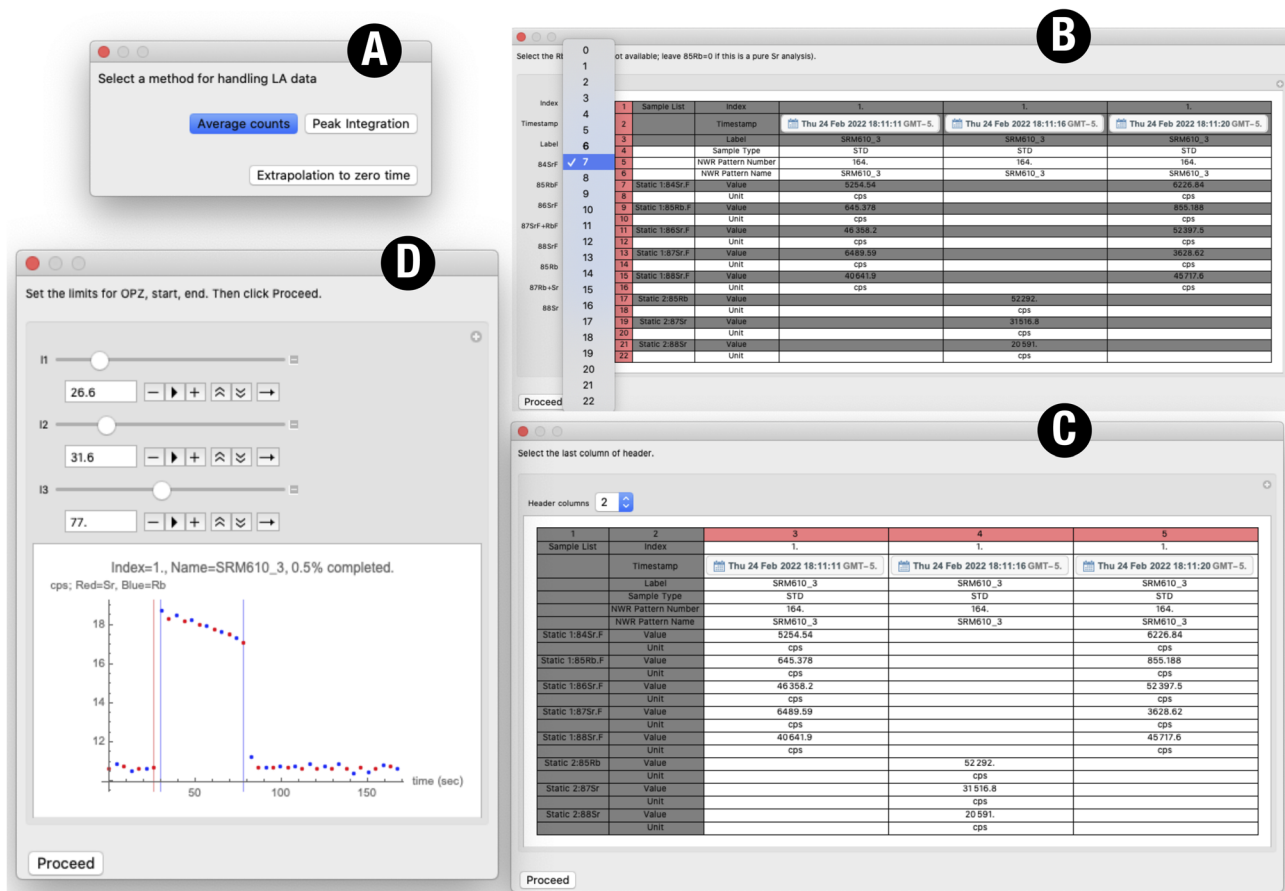 A
Select a method for handling LA data
Average counts Peak Integration
Extrapolation to zero time
B
Select the Rb ot available; leave 85Rb=0 if this is a pure Sr analysis).
0
1
2
3
4
5
6
✓ 7
8
9
10
11
12
13
14
15
16
17
18
19
20
21
22
Index
Timestamp
Label
84SrF
85RbF
86SrF
87SrF+RbF
88SrF
85Rb
87Rb+Sr
88Sr
1 Sample List Index 1. 1. 1.
2 Timestamp Thu 24 Feb 2022 18:11:11 GMT-5. Thu 24 Feb 2022 18:11:16 GMT-5. Thu 24 Feb 2022 18:11:20 GMT-5.
3 Label SRM610_3 SRM610_3 SRM610_3
4 Sample Type STD STD STD
5 NWR Pattern Number 164. 164. 164.
6 NWR Pattern Name SRM610_3 SRM610_3 SRM610_3
7 Static 1:84Sr.F Value 5254.54 6226.84
8 Unit cps cps
9 Static 1:85Rb.F Value 645.378 855.188
10 Unit cps cps
11 Static 1:86Sr.F Value 46358.2 52397.5
12 Unit cps cps
13 Static 1:87Sr.F Value 6489.59 3628.62
14 Unit cps cps
15 Static 1:88Sr.F Value 40641.9 45717.6
16 Unit cps cps
17 Static 2:85Rb Value 52292.
18 Unit cps
19 Static 2:87Sr Value 31516.8
20 Unit cps
21 Static 2:88Sr Value 20591.
22 Unit cps
Proceed
D
Set the limits for OPZ, start, end. Then click Proceed.
l1
26.6
l2
31.6
l3
77.
Index=1., Name=SRM610_3, 0.5% completed.
cps; Red=Sr, Blue=Rb
18
16
14
12
50 100 150
time (sec)
Proceed
C
Select the last column of header.
Header columns 2
1 2 3 4 5
Sample List Index 1. 1. 1.
Timestamp Thu 24 Feb 2022 18:11:11 GMT-5. Thu 24 Feb 2022 18:11:16 GMT-5. Thu 24 Feb 2022 18:11:20 GMT-5.
Label SRM610_3 SRM610_3 SRM610_3
Sample Type STD STD STD
NWR Pattern Number 164. 164. 164.
NWR Pattern Name SRM610_3 SRM610_3 SRM610_3
Static 1:84Sr.F Value 5254.54 6226.84
Unit cps cps
Static 1:85Rb.F Value 645.378 855.188
Unit cps cps
Static 1:86Sr.F Value 46358.2 52397.5
Unit cps cps
Static 1:87Sr.F Value 6489.59 3628.62
Unit cps cps
Static 1:88Sr.F Value 40641.9 45717.6
Unit cps cps
Static 2:85Rb Value 52292.
Unit cps
Static 2:87Sr Value 31516.8
Unit cps
Static 2:88Sr Value 20591.
Unit cps
Proceed